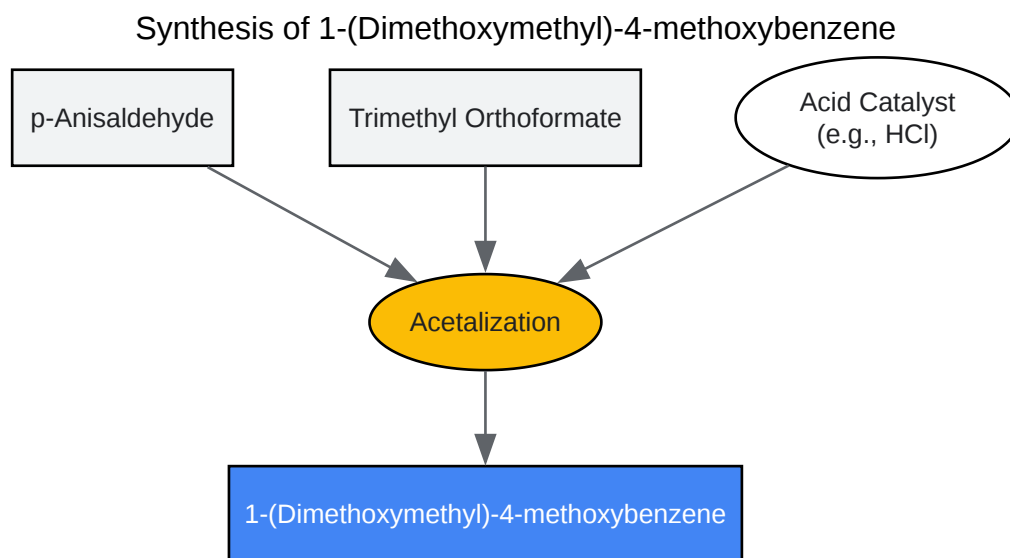 Synthesis of 1-(Dimethoxymethyl)-4-methoxybenzene
p-Anisaldehyde
Trimethyl Orthoformate
Acid Catalyst
(e.g., HCl)
Acetalization
1-(Dimethoxymethyl)-4-methoxybenzene